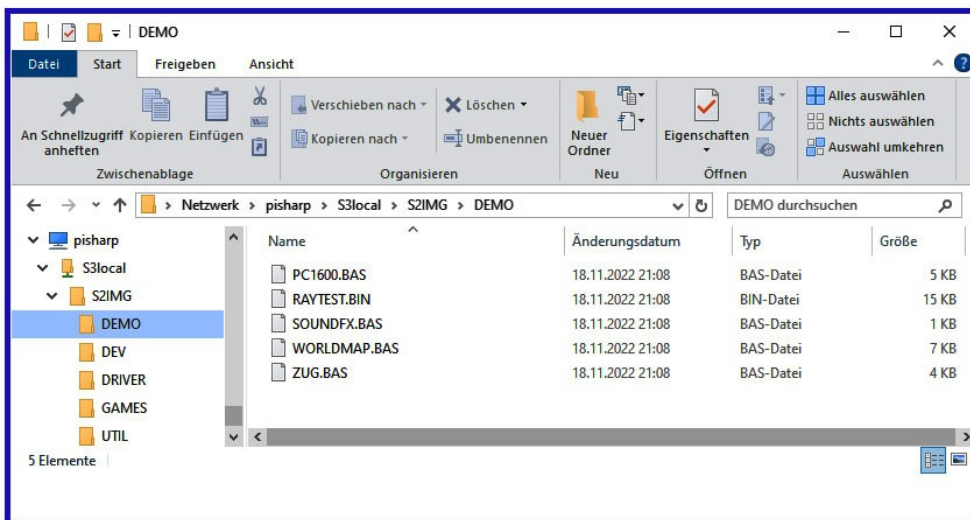 DEMO
Datei Start Freigeben Ansicht
An Schnellzugriff anheften
Kopieren
Einfügen
Verschieben nach
Kopieren nach
Löschen
Umbenennen
Neuer Ordner
Eigenschaften
Alles auswählen
Nichts auswählen
Auswahl umkehren
Zwischenablage Organisieren Neu Öffnen Auswählen
Netzwerk > pisharp > S3local > S2IMG > DEMO
DEMO durchsuchen
pisharp
S3local
S2IMG
DEMO
DEV
DRIVER
GAMES
UTIL
Name Änderungsdatum Typ Größe
PC1600.BAS 18.11.2022 21:08 BAS-Datei 5 KB
RAYTEST.BIN 18.11.2022 21:08 BIN-Datei 15 KB
SOUNDFX.BAS 18.11.2022 21:08 BAS-Datei 1 KB
WORLDMAP.BAS 18.11.2022 21:08 BAS-Datei 7 KB
ZUG.BAS 18.11.2022 21:08 BAS-Datei 4 KB
5 Elemente